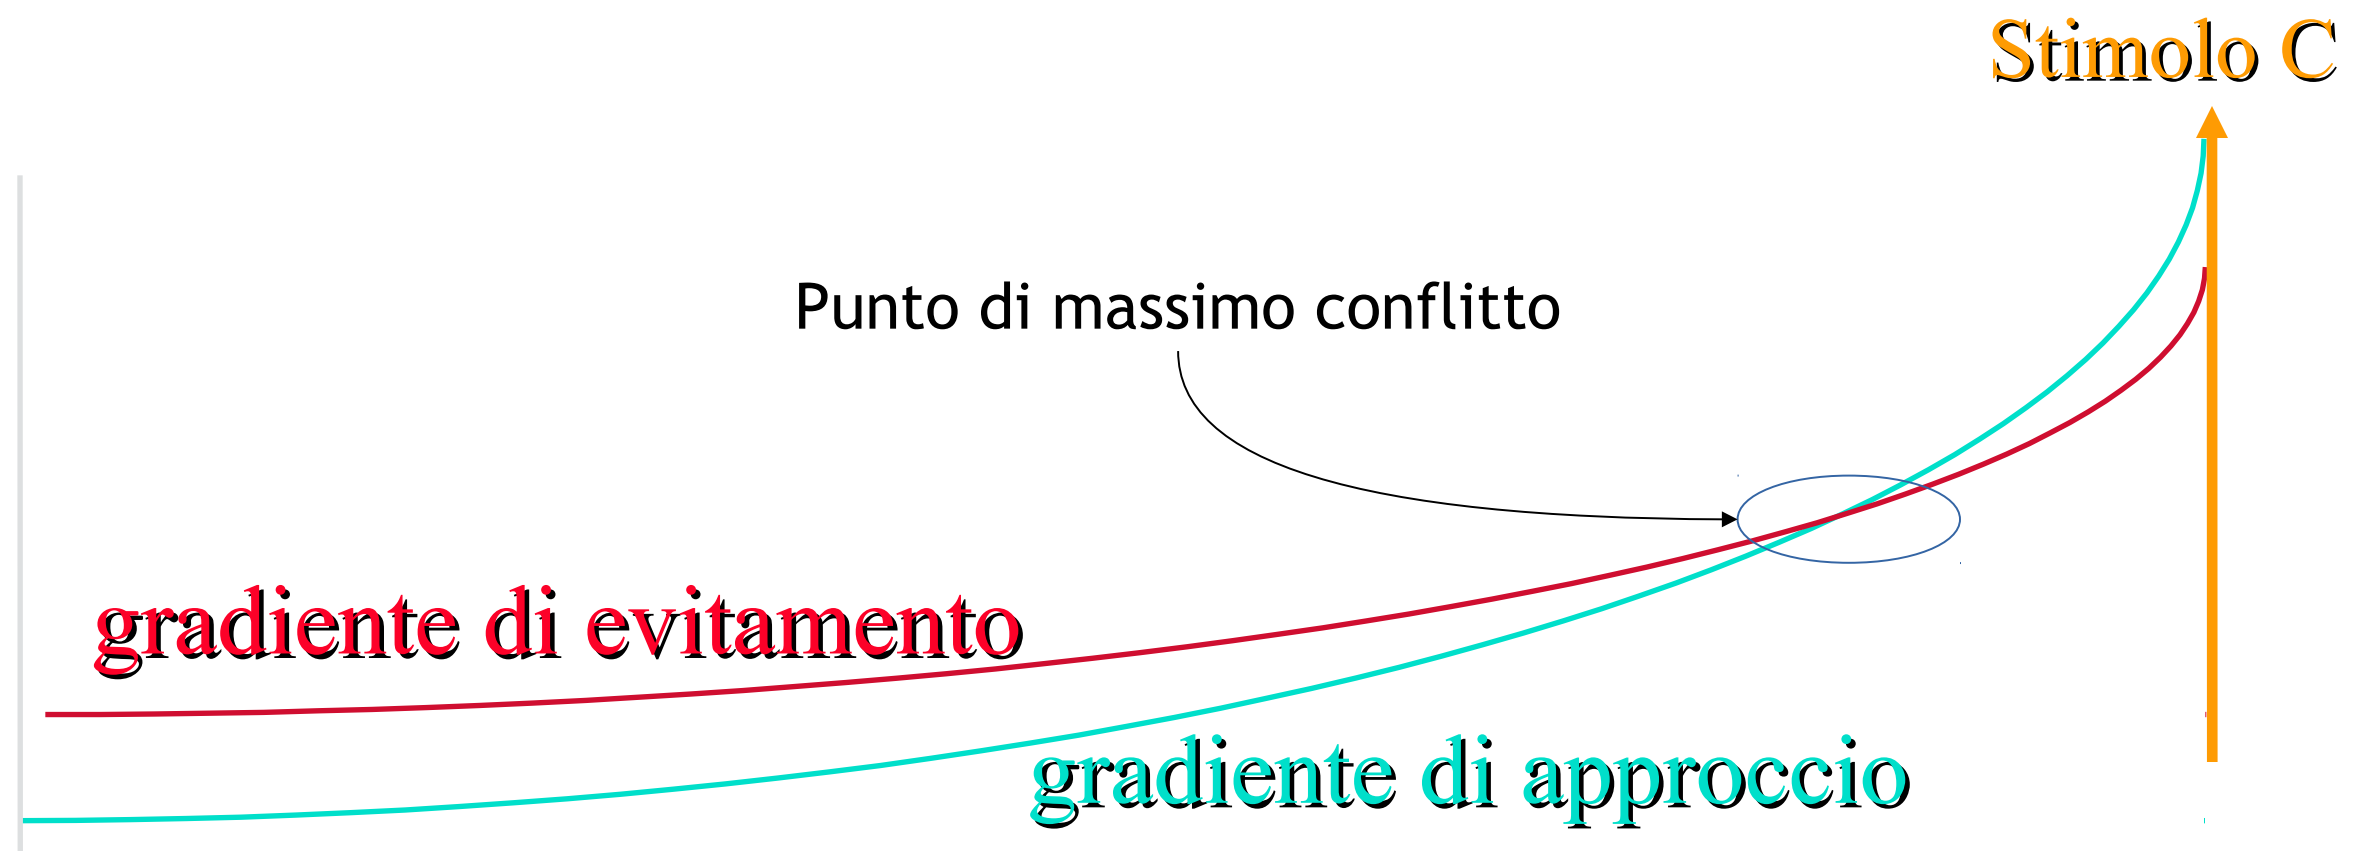 Stimolo C
Punto di massimo conflitto
gradiente di evitamento
gradiente di approccio